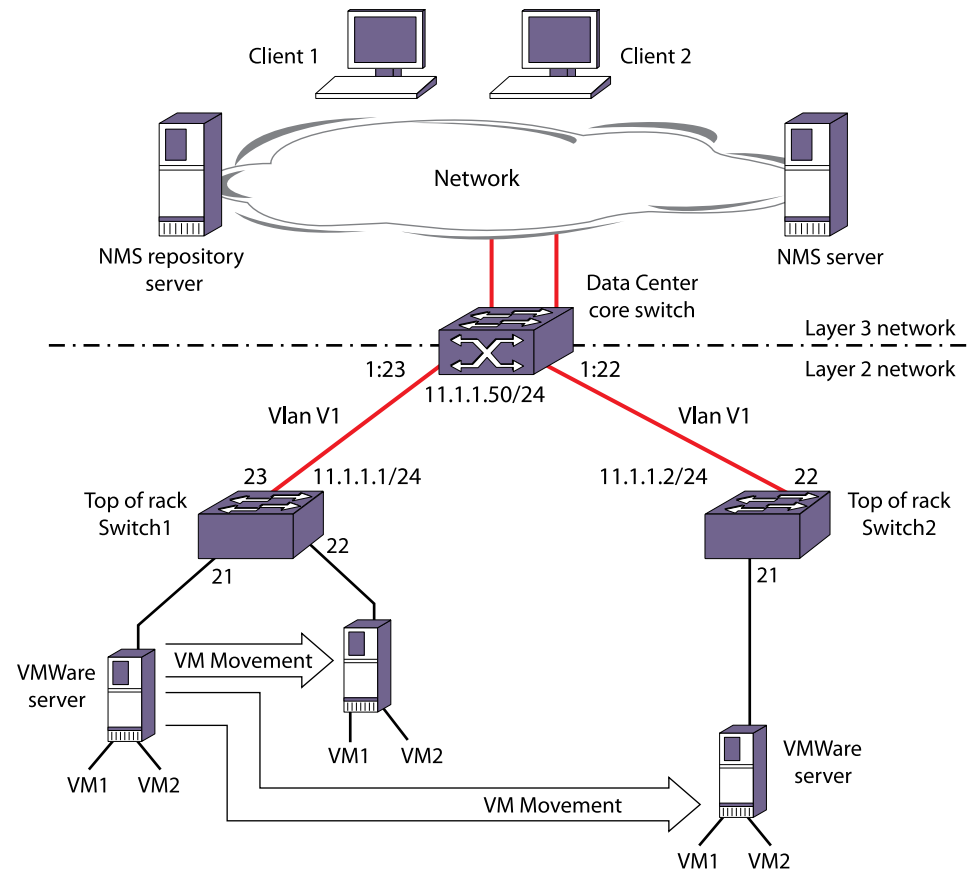 Client 1
Client 2
Network
NMS repository
server
NMS server
Data Center
core switch
Layer 3 network
Layer 2 network
1:23
1:22
11.1.1.50/24
Vlan V1
Vlan V1
23
11.1.1.1/24
11.1.1.2/24
22
Top of rack
Switch1
Top of rack
Switch2
22
21
21
VM Movement
VMWare
server
VM1
VM2
VM1
VM2
VM Movement
VMWare
server
VM1
VM2